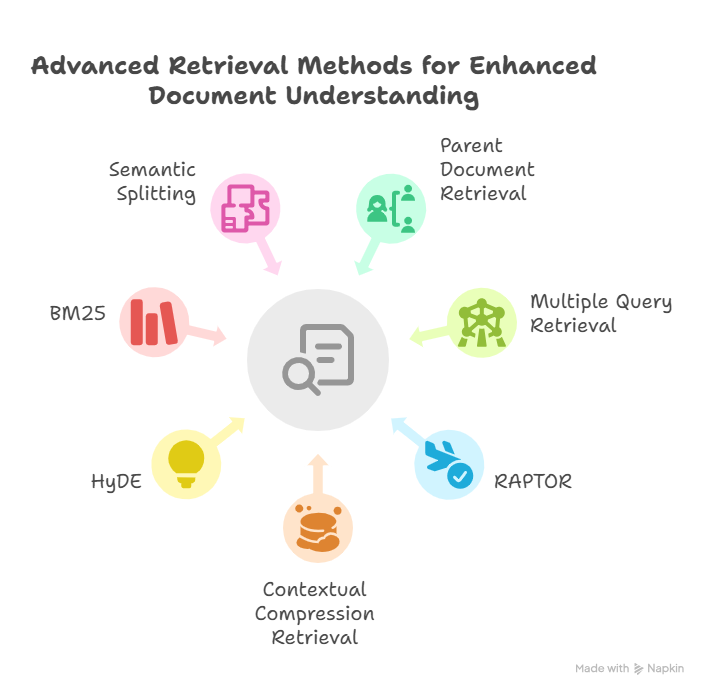 Advanced Retrieval Methods for Enhanced
Document Understanding
Parent
Document
Retrieval
Semantic
Splitting
Multiple Query
Retrieval
BM25
HyDE
RAPTOR
Contextual
Compression
Retrieval
Made with Napkin